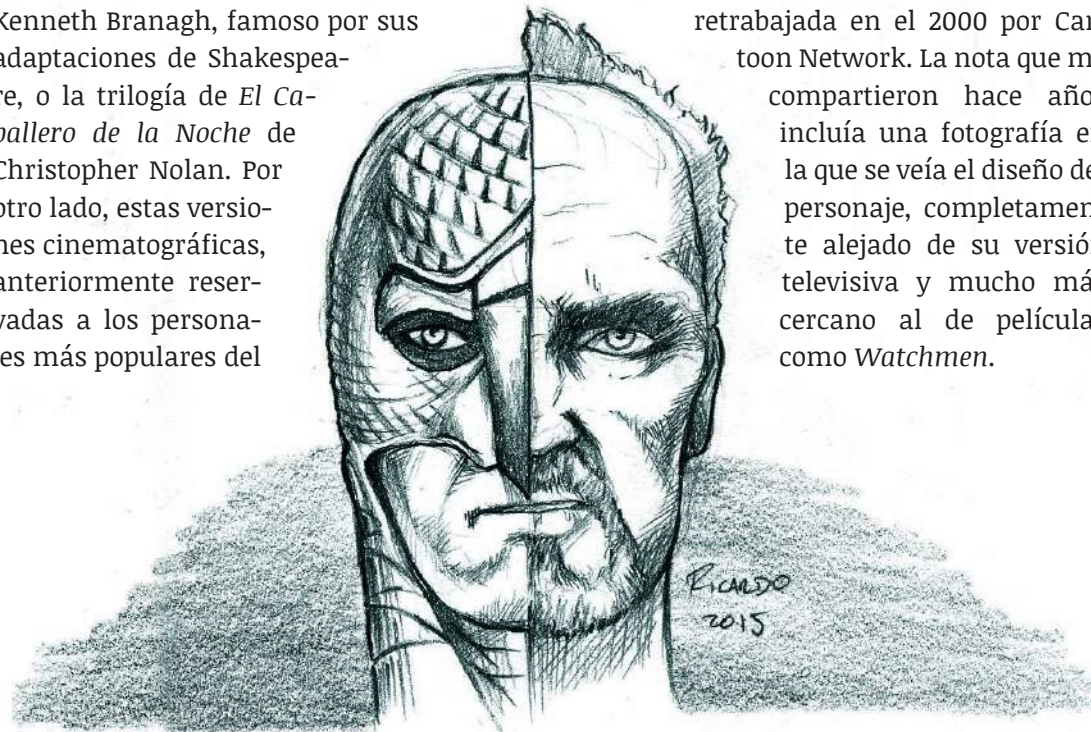 Kenneth Branagh, famoso por sus
adaptaciones de Shakespea-
re, o la trilogía de El Ca-
ballero de la Noche de
Christopher Nolan. Por
otro lado, estas versio-
nes cinematográficas,
anteriormente reser-
vadas a los persona-
es más populares del
retrabajada en el 2000 por Car
toon Network. La nota que m
compartieron hace año
incluía una fotografía e
la que se veía el diseño de
personaje, completamen
te alejado de su versió
televisiva y mucho má
cercano al de película
como Watchmen.
RICARDO
2015